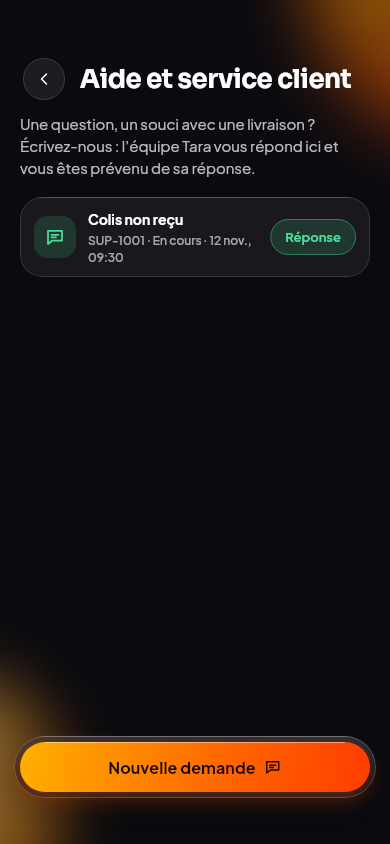 Aide et service client
Une question, un souci avec une livraison ?
Écrivez-nous : l'équipe Tara vous répond ici et
vous êtes prévenu de sa réponse.
Colis non reçu
SUP-1001 · En cours · 12 nov.,
09:30
Réponse
Nouvelle demande